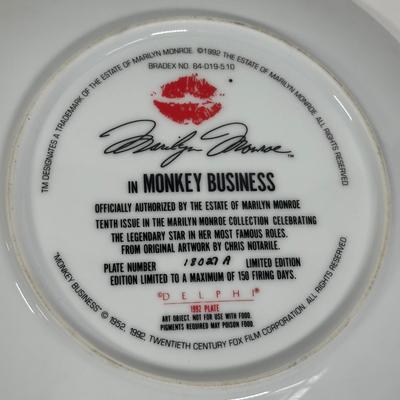 TM DESIGNATES A TRADEMARK OF THE ESTATE OF MARILYN MONROE. ©1992 THE ESTATE OF MARILYN MONROE. ALL RIGHTS RESERVED
BRADEX NO. 84-D19-5.10
Marilyn Monroe™
IN MONKEY BUSINESS
OFFICIALLY AUTHORIZED BY THE ESTATE OF MARILYN MONROE
TENTH ISSUE IN THE MARILYN MONROE COLLECTION CELEBRATING
THE LEGENDARY STAR IN HER MOST FAMOUS ROLES.
FROM ORIGINAL ARTWORK BY CHRIS NOTARILE.
PLATE NUMBER 18027 A LIMITED EDITION
EDITION LIMITED TO A MAXIMUM OF 150 FIRING DAYS.
©DELPHI®
1992 PLATE
ART OBJECT. NOT FOR USE WITH FOOD.
PIGMENTS REQUIRED MAY POISON FOOD.
"MONKEY BUSINESS" © 1952, 1992, TWENTIETH CENTURY FOX FILM CORPORATION. ALL RIGHTS RESERVED.